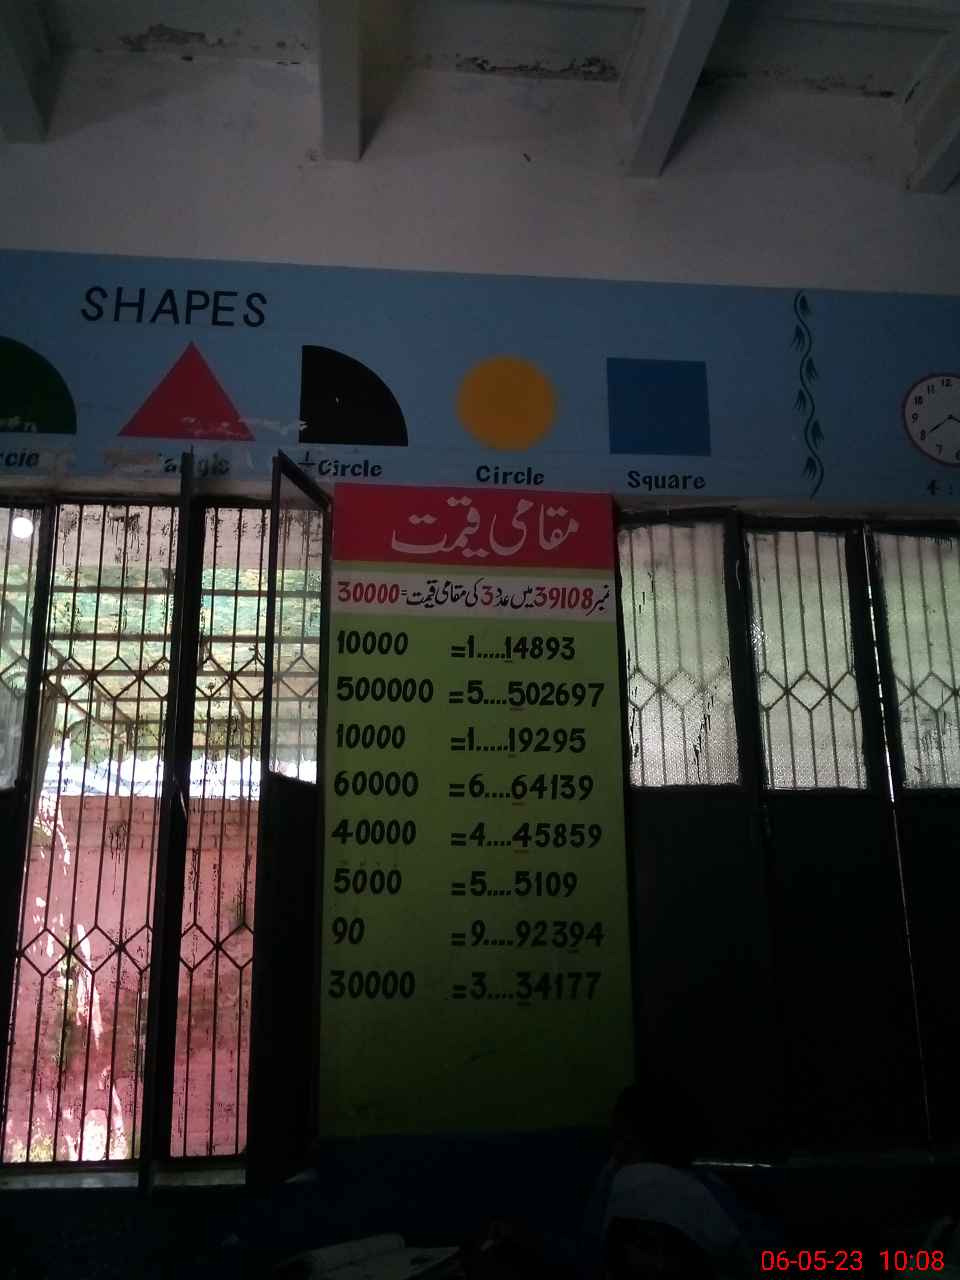 SHAPES
¼Circle
Circle
Square
مقامی قیمت
نمبر 39108 میں عدد 3 کی مقامی قیمت = 30000
10000 =1.....14893
500000 =5....502697
10000 =1.....19295
60000 =6....64139
40000 =4....45859
5000 =5....5109
90 =9....92394
30000 =3....34177
06-05-23 10:08